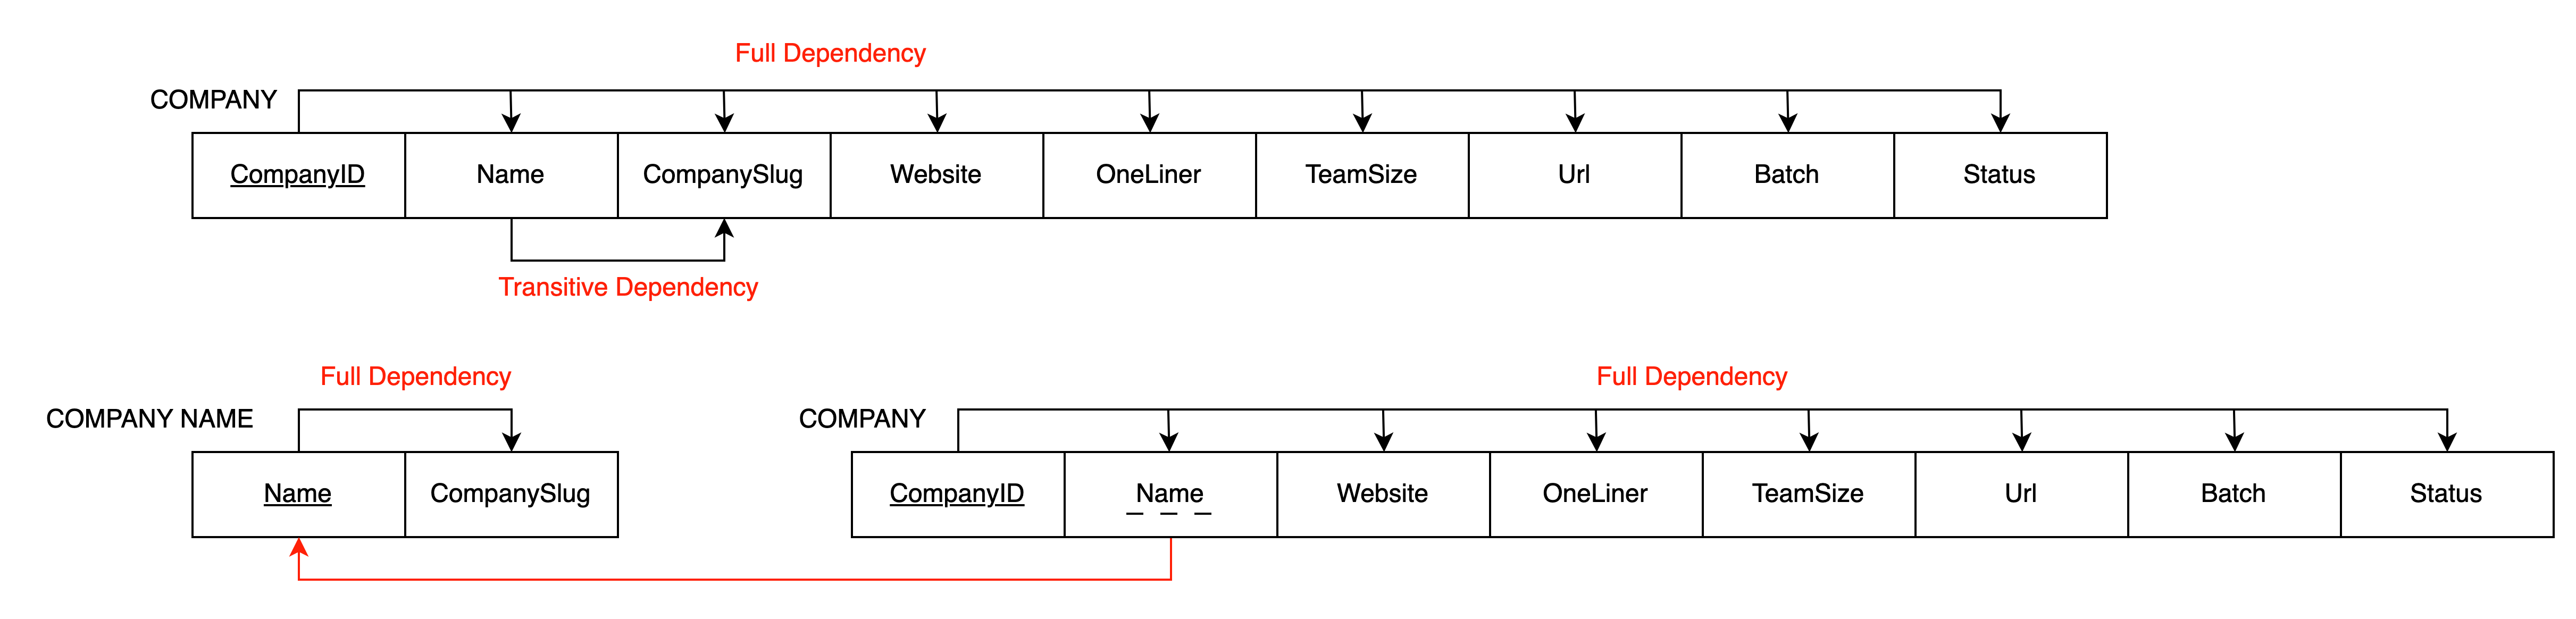 Full Dependency
COMPANY
CompanyID Name CompanySlug Website OneLiner TeamSize Url Batch Status
Transitive Dependency
Full Dependency
COMPANY NAME
Name CompanySlug
Full Dependency
COMPANY
CompanyID Name Website OneLiner TeamSize Url Batch Status